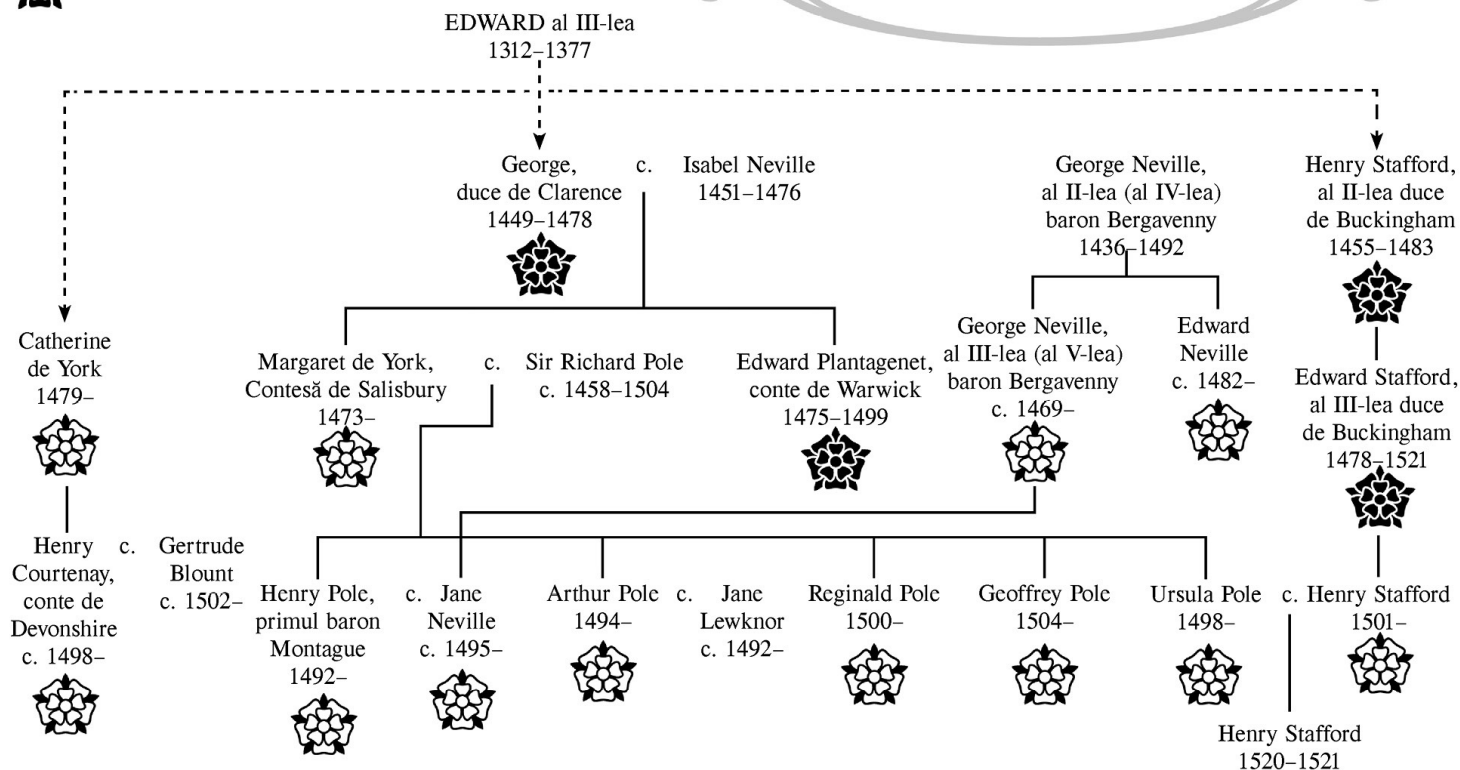 EDWARD al III-lea
1312–1377
George,
duce de Clarence
1449–1478
c.
Isabel Neville
1451–1476
George Neville,
al II-lea (al IV-lea)
baron Bergavenny
1436–1492
Henry Stafford,
al II-lea duce
de Buckingham
1455–1483
Catherine
de York
1479–
Margaret de York,
Contesă de Salisbury
1473–
c.
Sir Richard Pole
c. 1458–1504
Edward Plantagenet,
conte de Warwick
1475–1499
George Neville,
al III-lea (al V-lea)
baron Bergavenny
c. 1469–
Edward
Neville
c. 1482–
Edward Stafford,
al III-lea duce
de Buckingham
1478–1521
Henry
Courtenay,
conte de
Devonshire
c. 1498–
c.
Gertrude
Blount
c. 1502–
Henry Pole,
primul baron
Montague
1492–
c.
Jane
Neville
c. 1495–
Arthur Pole
1494–
c.
Jane
Lewknor
c. 1492–
Reginald Pole
1500–
Geoffrey Pole
1504–
Ursula Pole
1498–
c.
Henry Stafford
1501–
Henry Stafford
1520–1521